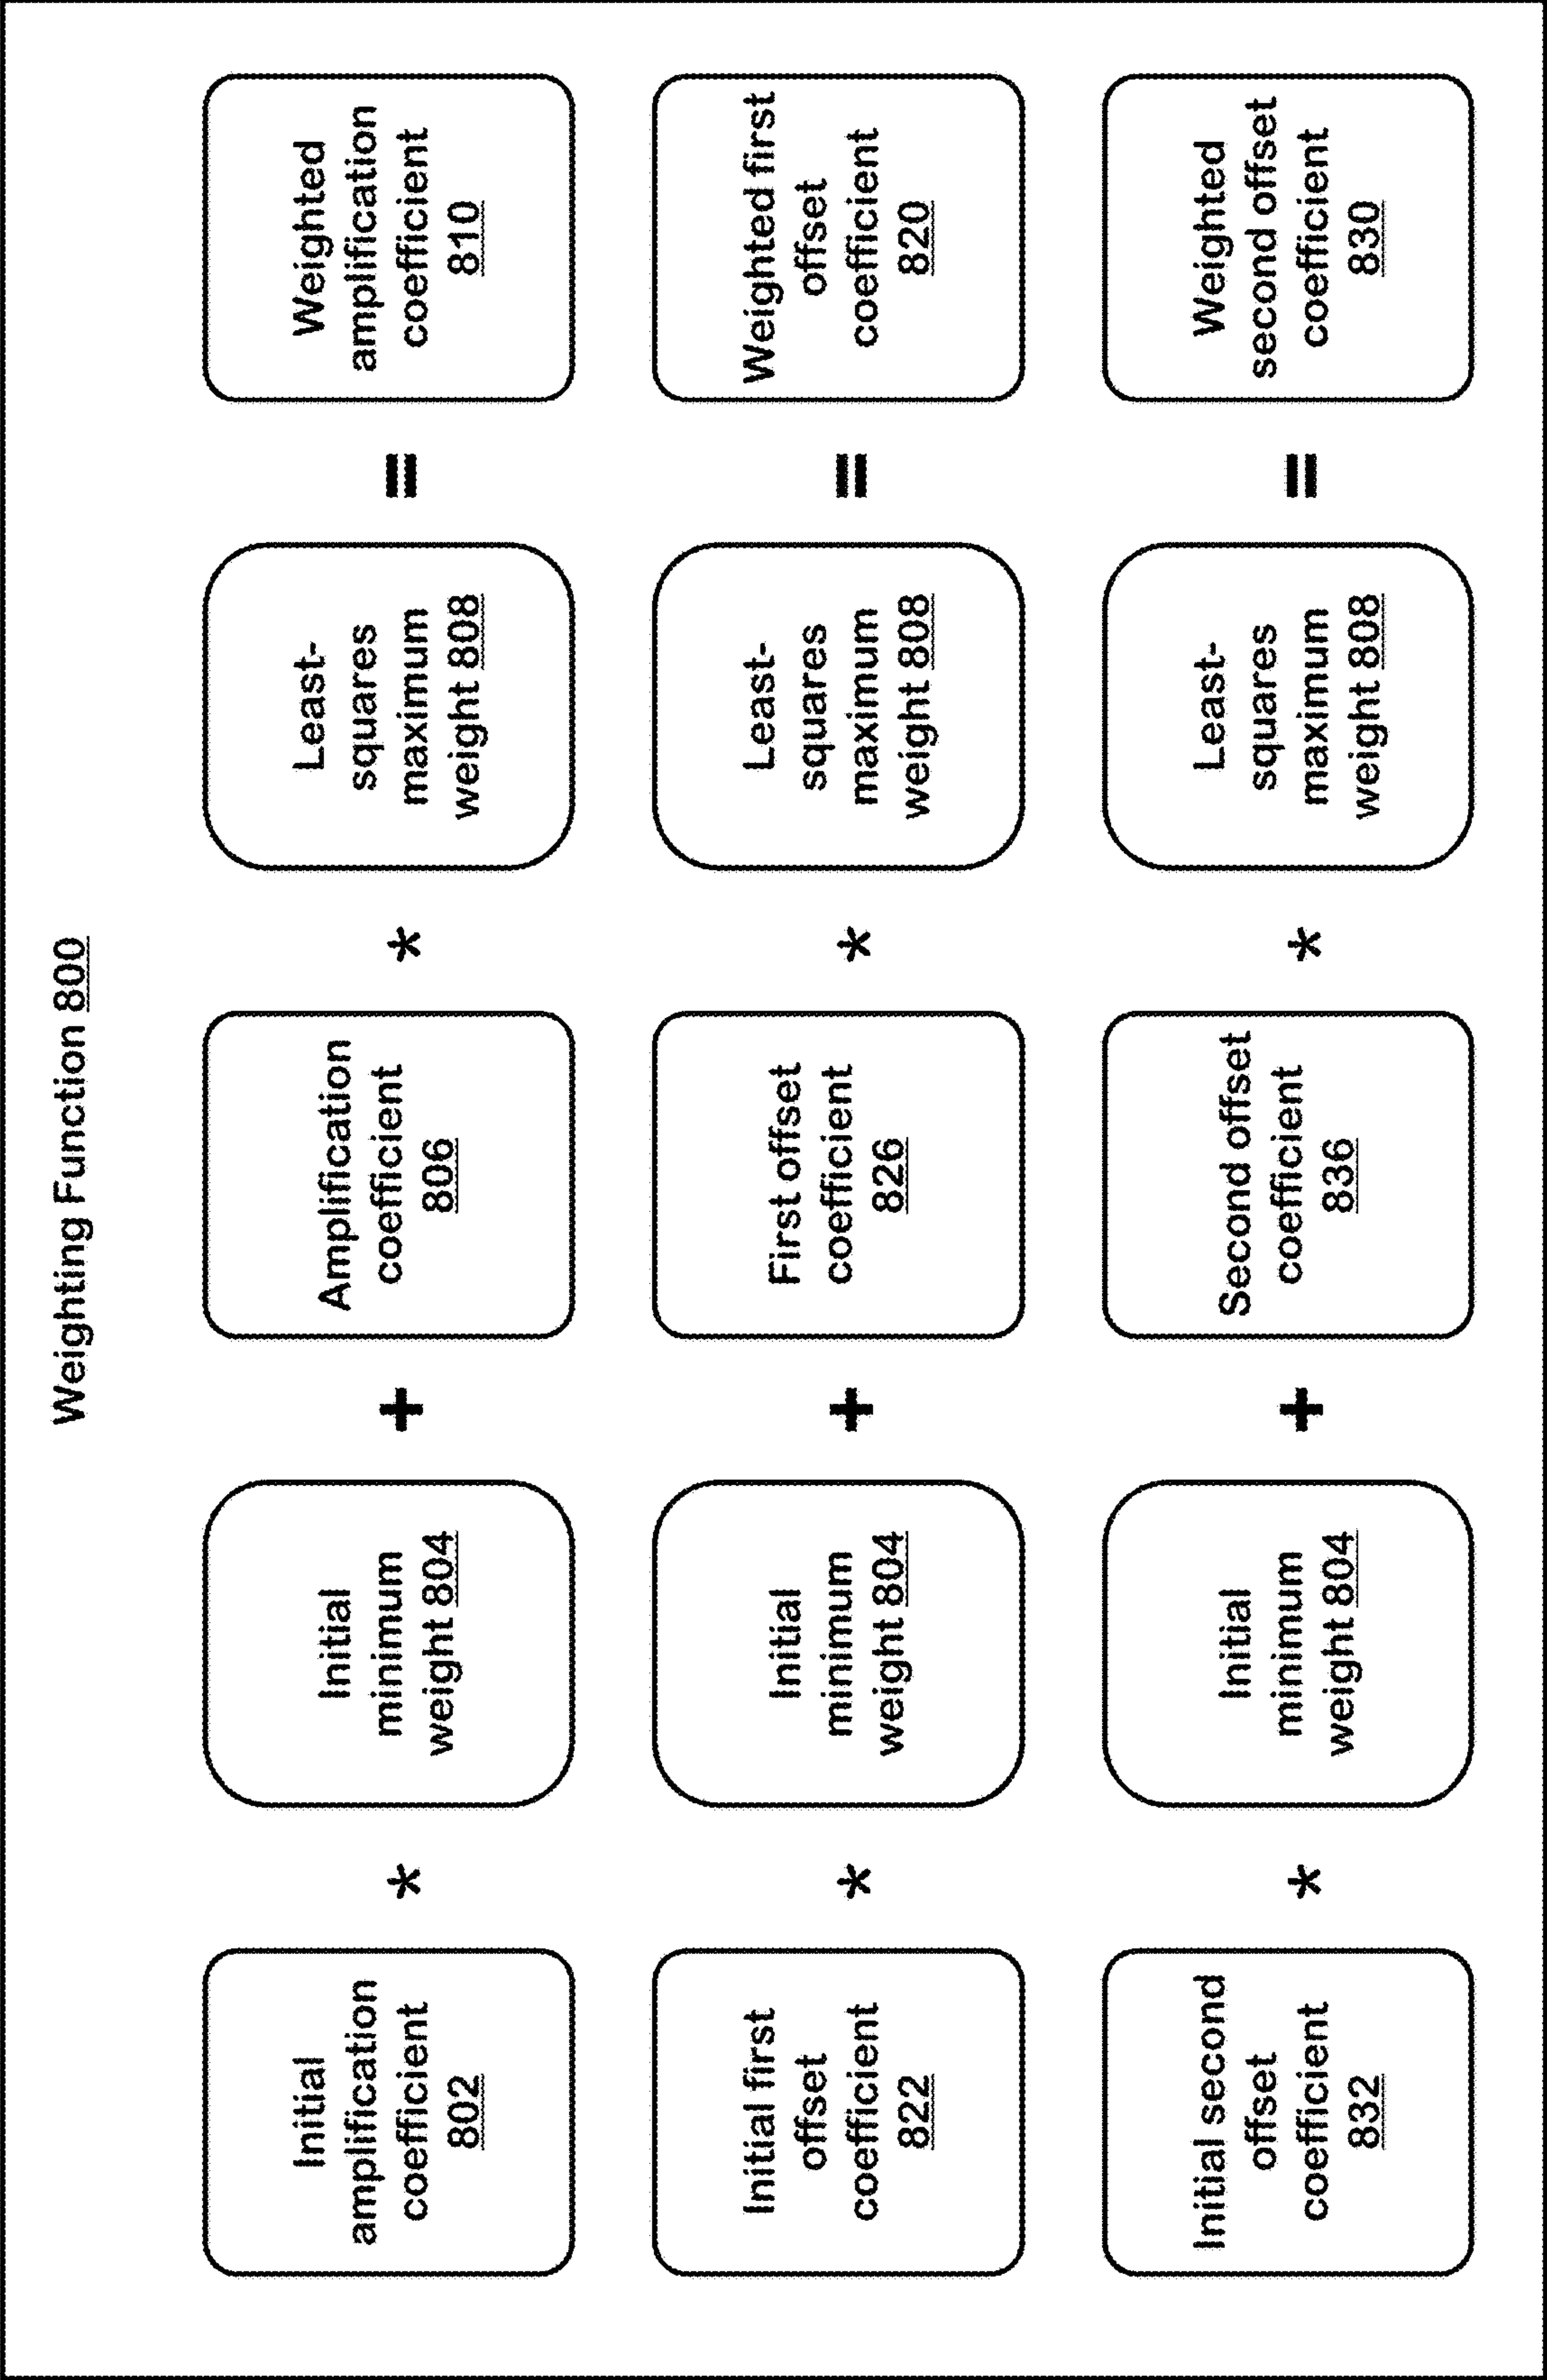 Weighting Function 800
Initial
amplification
coefficient
802
*
Initial
minimum
weight 804
+
Amplification
coefficient
806
*
Least-
squares
maximum
weight 808
=
Weighted
amplification
coefficient
810
Initial first
offset
coefficient
822
*
Initial
minimum
weight 804
+
First offset
coefficient
826
*
Least-
squares
maximum
weight 808
=
Weighted first
offset
coefficient
820
Initial second
offset
coefficient
832
*
Initial
minimum
weight 804
+
Second offset
coefficient
836
*
Least-
squares
maximum
weight 808
=
Weighted
second offset
coefficient
830